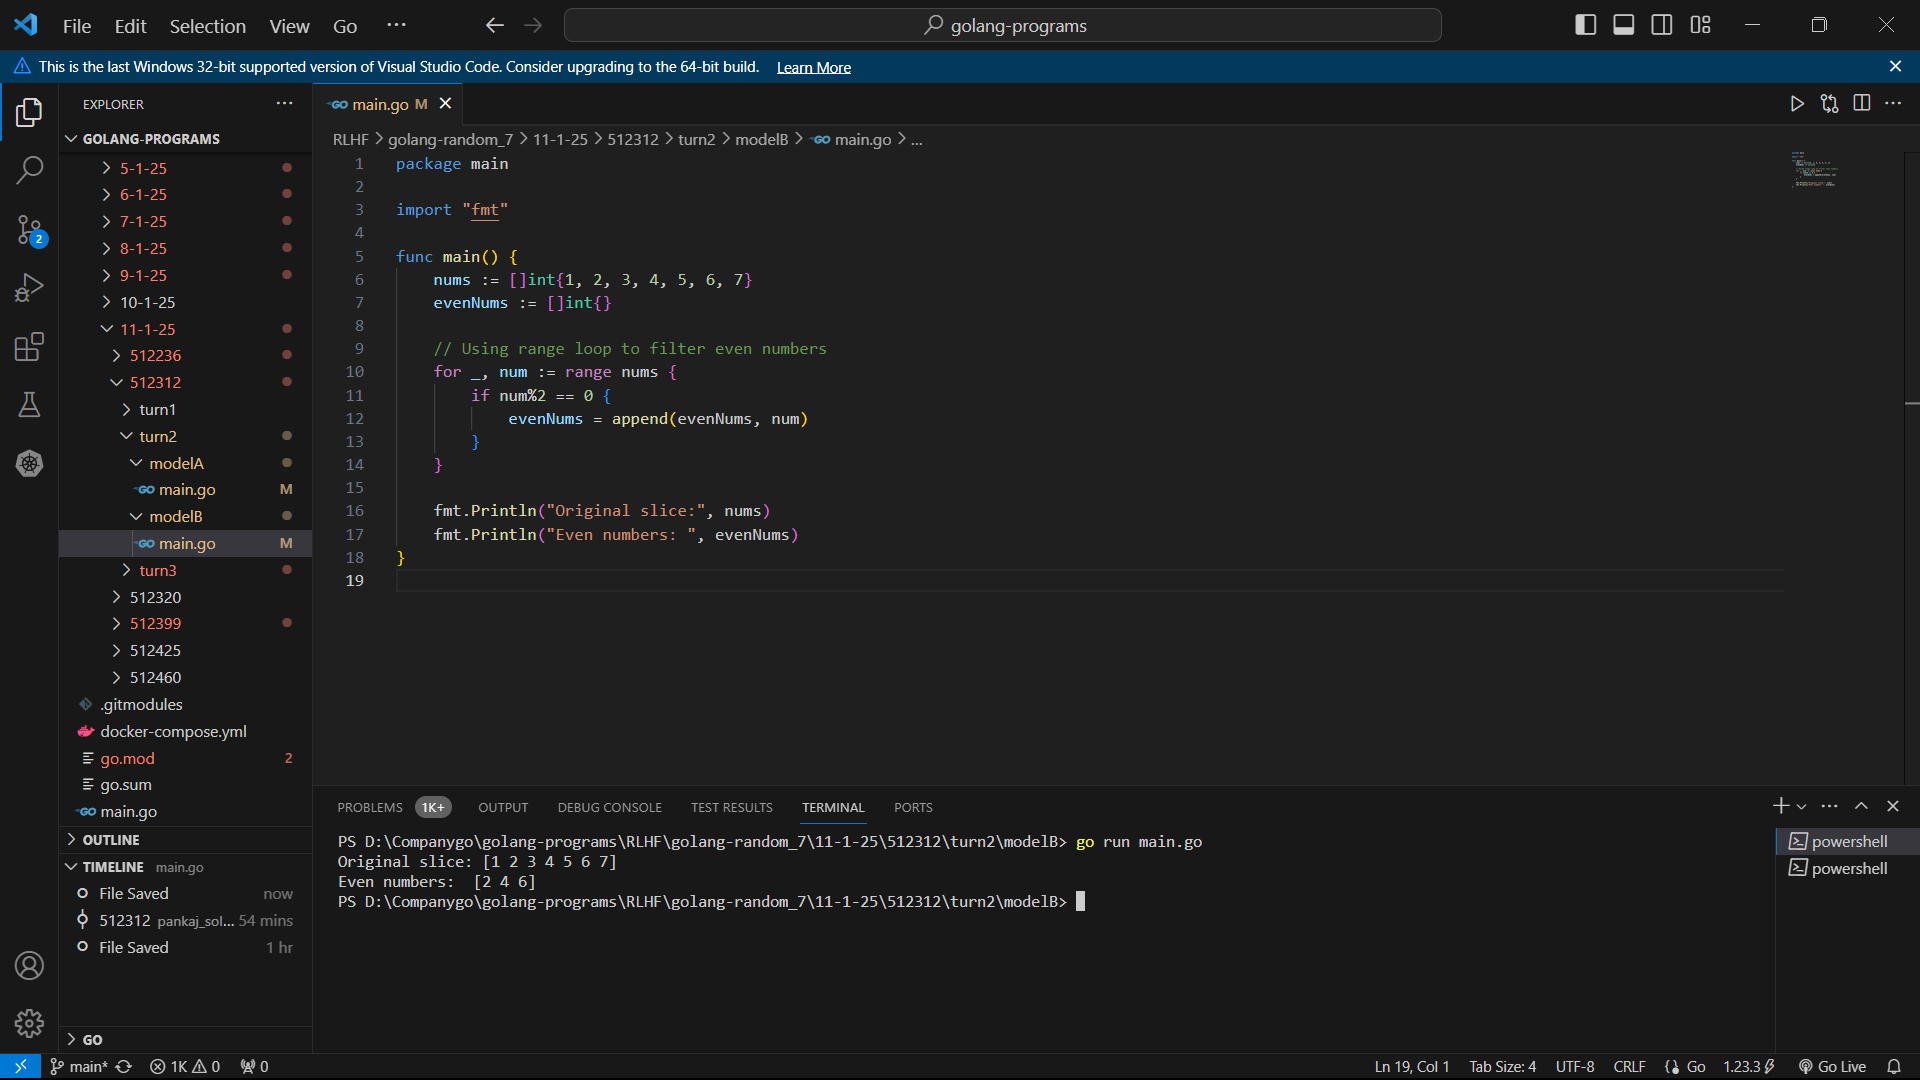 File Edit Selection View Go ··· golang-programs
This is the last Windows 32-bit supported version of Visual Studio Code. Consider upgrading to the 64-bit build. Learn More
EXPLORER
GOLANG-PROGRAMS
5-1-25
6-1-25
7-1-25
8-1-25
9-1-25
10-1-25
11-1-25
512236
512312
turn1
turn2
modelA
GO main.go M
modelB
GO main.go M
turn3
512320
512399
512425
512460
.gitmodules
docker-compose.yml
go.mod 2
go.sum
GO main.go
OUTLINE
TIMELINE main.go
File Saved now
512312 pankaj_sol... 54 mins
File Saved 1 hr
GO
2
GO main.go M
RLHF > golang-random_7 > 11-1-25 > 512312 > turn2 > modelB > GO main.go > ...
1 package main
2
3 import "fmt"
4
5 func main() {
6 nums := []int{1, 2, 3, 4, 5, 6, 7}
7 evenNums := []int{}
8
9 // Using range loop to filter even numbers
10 for _, num := range nums {
11 if num%2 == 0 {
12 evenNums = append(evenNums, num)
13 }
14 }
15
16 fmt.Println("Original slice:", nums)
17 fmt.Println("Even numbers: ", evenNums)
18 }
19
PROBLEMS 1K+ OUTPUT DEBUG CONSOLE TEST RESULTS TERMINAL PORTS
PS D:\Companygo\golang-programs\RLHF\golang-random_7\11-1-25\512312\turn2\modelB> go run main.go
Original slice: [1 2 3 4 5 6 7]
Even numbers:  [2 4 6]
PS D:\Companygo\golang-programs\RLHF\golang-random_7\11-1-25\512312\turn2\modelB>
powershell
powershell
main* 1K 0 0 Ln 19, Col 1 Tab Size: 4 UTF-8 CRLF Go 1.23.3 Go Live